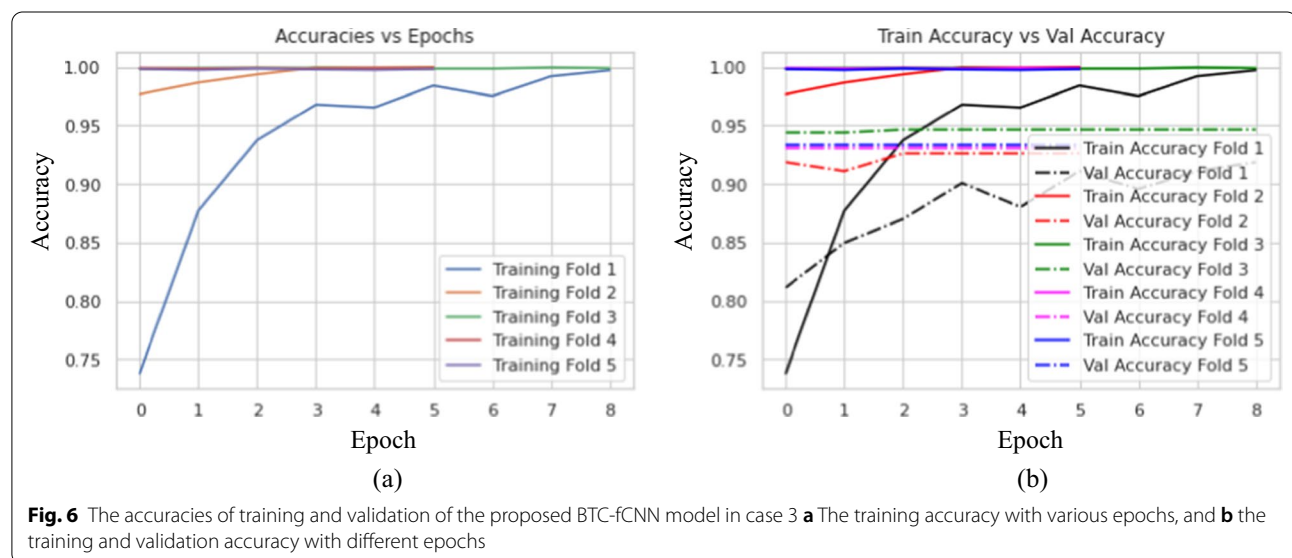 Accuracies vs Epochs
1.00
0.95
0.90
0.85
0.80
0.75
Accuracy
Training Fold 1
Training Fold 2
Training Fold 3
Training Fold 4
Training Fold 5
0 1 2 3 4 5 6 7 8
Epoch
(a)
Train Accuracy vs Val Accuracy
1.00
0.95
0.90
0.85
0.80
0.75
Accuracy
Train Accuracy Fold 1
Val Accuracy Fold 1
Train Accuracy Fold 2
Val Accuracy Fold 2
Train Accuracy Fold 3
Val Accuracy Fold 3
Train Accuracy Fold 4
Val Accuracy Fold 4
Train Accuracy Fold 5
Val Accuracy Fold 5
0 1 2 3 4 5 6 7 8
Epoch
(b)
Fig. 6 The accuracies of training and validation of the proposed BTC-fCNN model in case 3 a The training accuracy with various epochs, and b the
training and validation accuracy with different epochs